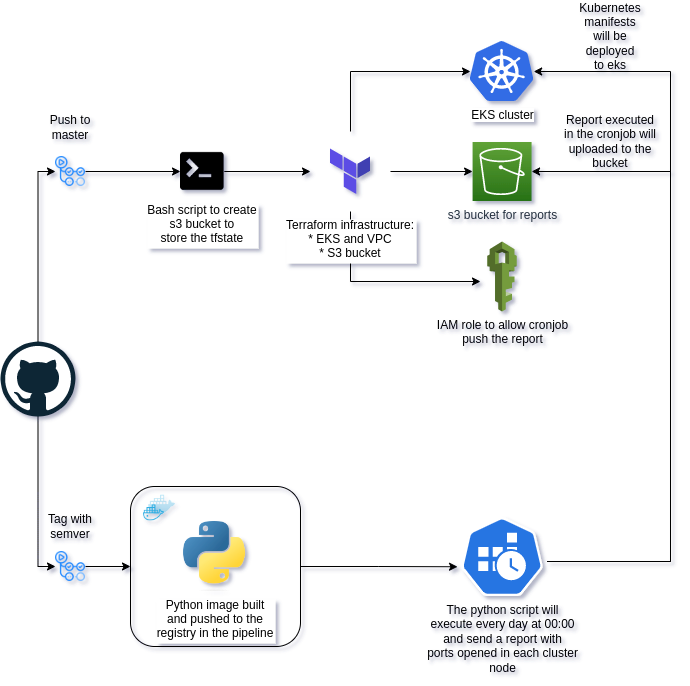 Kubernetes
manifests
will be
deployed
to eks
EKS cluster
Push to
master
Report executed
in the cronjob will
uploaded to the
bucket
Bash script to create
s3 bucket to
store the tfstate
Terraform infrastructure:
* EKS and VPC
* S3 bucket
s3 bucket for reports
IAM role to allow cronjob
push the report
Tag with
semver
Python image built
and pushed to the
registry in the pipeline
The python script will
execute every day at 00:00
and send a report with
ports opened in each cluster
node